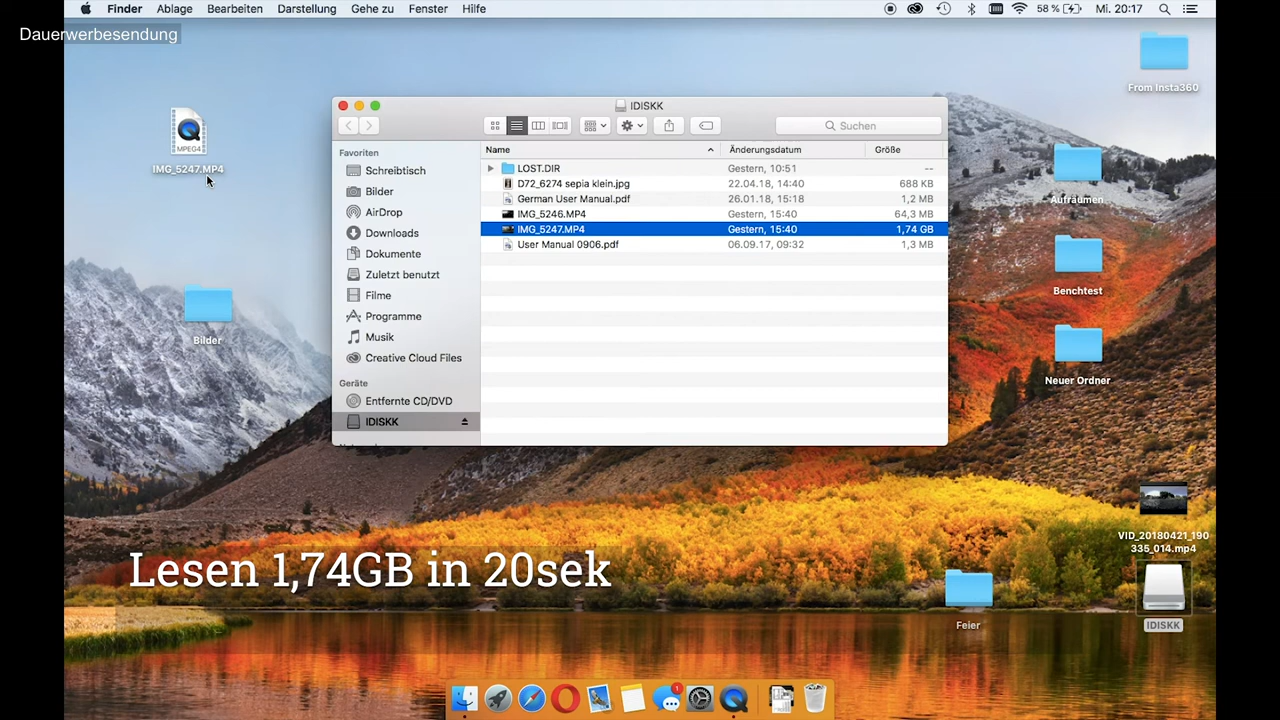 Finder Ablage Bearbeiten Darstellung Gehe zu Fenster Hilfe 58 % Mi. 20:17
Dauerwerbesendung
From Insta360
MPEG4
IMG_5247.MP4
Bilder
IDISKK
Suchen
Favoriten
Schreibtisch
Bilder
AirDrop
Downloads
Dokumente
Zuletzt benutzt
Filme
Programme
Musik
Creative Cloud Files
Geräte
Entfernte CD/DVD
IDISKK
Name Änderungsdatum Größe
LOST.DIR Gestern, 10:51 --
D72_6274 sepia klein.jpg 22.04.18, 14:40 688 KB
German User Manual.pdf 26.01.18, 15:18 1,2 MB
IMG_5246.MP4 Gestern, 15:40 64,3 MB
IMG_5247.MP4 Gestern, 15:40 1,74 GB
User Manual 0906.pdf 06.09.17, 09:32 1,3 MB
Aufräumen
Benchtest
Neuer Ordner
VID_20180421_190
335_014.mp4
Feier
IDISKK
Lesen 1,74GB in 20sek
1